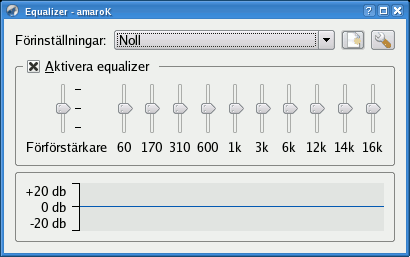 Equalizer - amaroK
Förinställningar: Noll
Aktivera equalizer
Förförstärkare 60 170 310 600 1k 3k 6k 12k 14k 16k
+20 db
0 db
-20 db